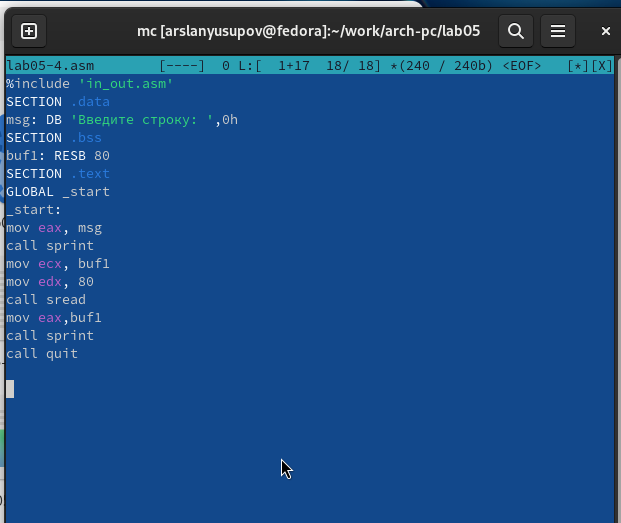 mc [arslanyusupov@fedora]:~/work/arch-pc/lab05
lab05-4.asm [----] 0 L:[ 1+17 18/ 18] *(240 / 240b) <EOF> [*][X]
%include 'in_out.asm'
SECTION .data
msg: DB 'Введите строку: ',0h
SECTION .bss
buf1: RESB 80
SECTION .text
GLOBAL _start
_start:
mov eax, msg
call sprint
mov ecx, buf1
mov edx, 80
call sread
mov eax,buf1
call sprint
call quit